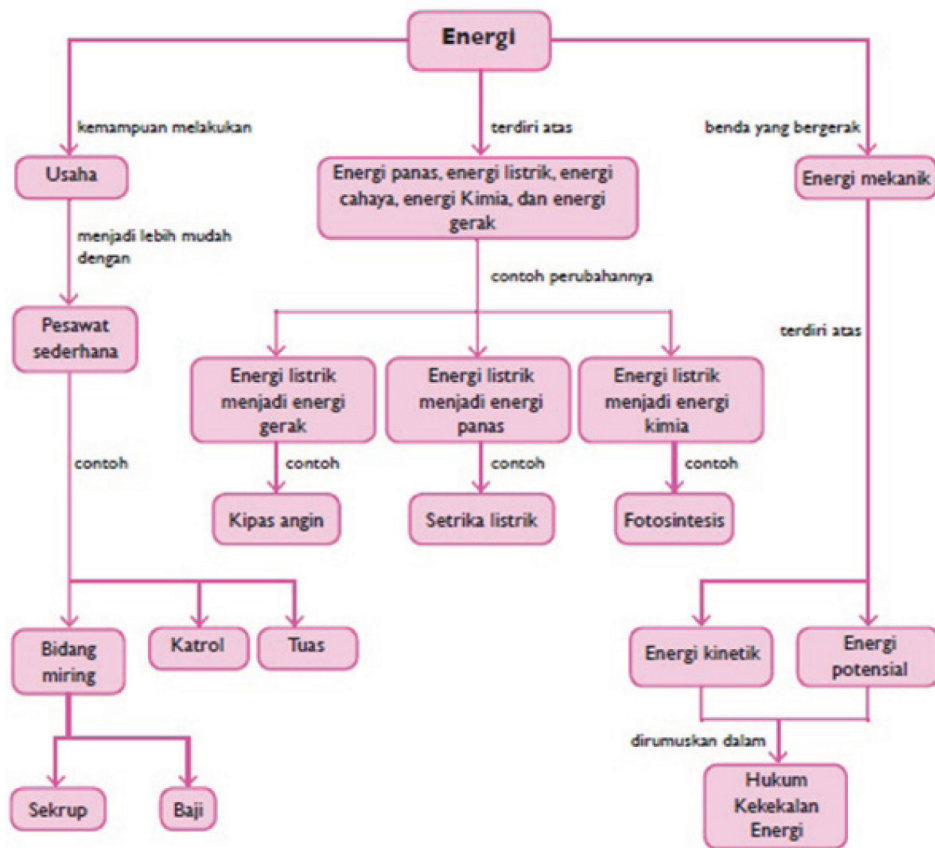 Energi
kemampuan melakukan
terdiri atas
benda yang bergerak
Usaha
Energi panas, energi listrik, energi
cahaya, energi Kimia, dan energi
gerak
Energi mekanik
menjadi lebih mudah
dengan
contoh perubahannya
Pesawat
sederhana
terdiri atas
Energi listrik
menjadi energi
gerak
Energi listrik
menjadi energi
panas
Energi listrik
menjadi energi
kimia
contoh
contoh
contoh
contoh
Kipas angin
Setrika listrik
Fotosintesis
Bidang
miring
Katrol
Tuas
Energi kinetik
Energi
potensial
dirumuskan dalam
Sekrup
Baji
Hukum
Kekekalan
Energi